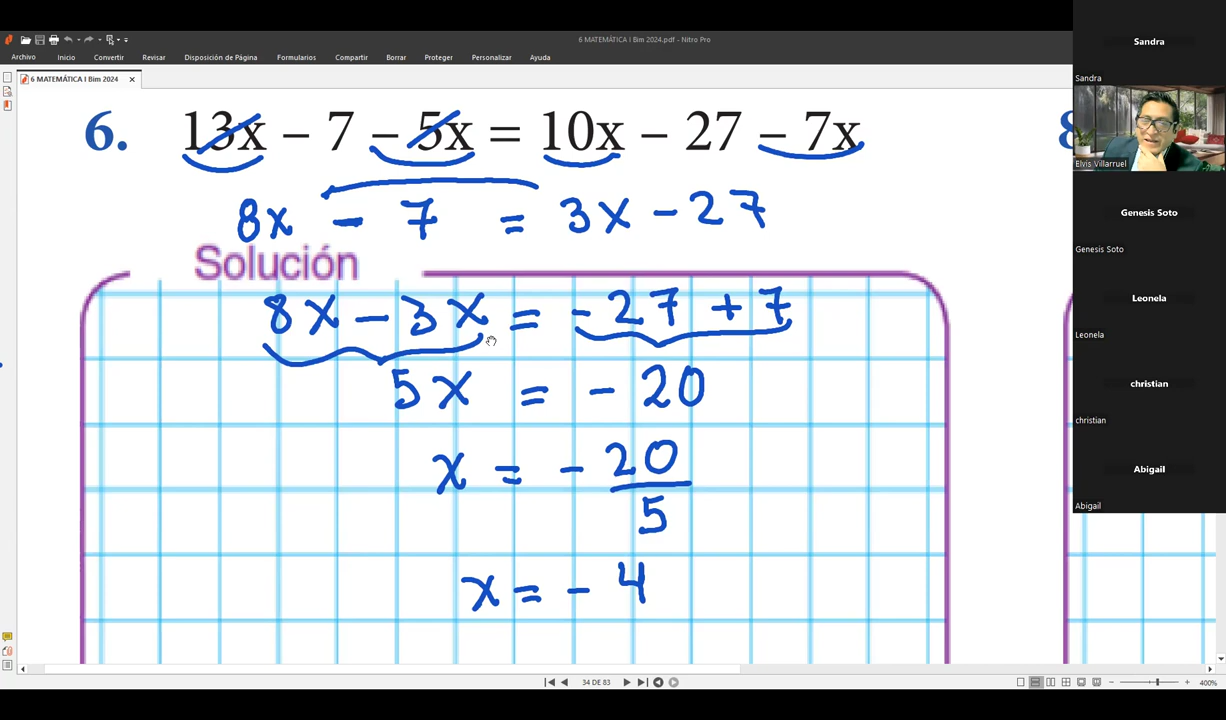 6 MATEMÁTICA I Bim 2024.pdf - Nitro Pro
Archivo Inicio Convertir Revisar Disposición de Página Formularios Compartir Borrar Proteger Personalizar Ayuda
6 MATEMÁTICA I Bim 2024 ×
6. 13x – 7 – 5x = 10x – 27 – 7x
8x - 7 = 3x - 27
Solución
8x - 3x = - 27 + 7
5x = - 20
x = - 20
5
x = - 4
8
34 DE 83
400%
Sandra
Sandra
Elvis Villarruel
Genesis Soto
Genesis Soto
Leonela
Leonela
christian
christian
Abigail
Abigail